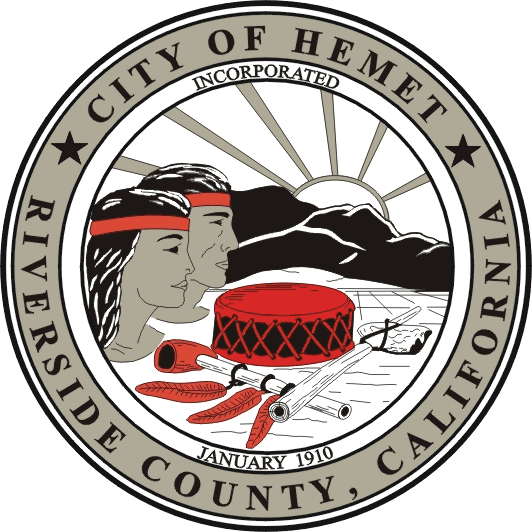 CITY OF HEMET
INCORPORATED
JANUARY 1910
RIVERSIDE COUNTY, CALIFORNIA